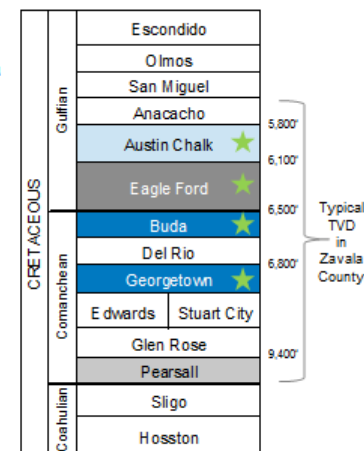 CRETACEOUS
Gulfian
Comanchean
Coahulian
Escondido
Olmos
San Miguel
Anacacho
Austin Chalk
Eagle Ford
Buda
Del Rio
Georgetown
Edwards Stuart City
Glen Rose
Pearsall
Sligo
Hosston
5,800'
6,100'
6,500'
6,800'
9,400'
Typical
TVD
in
Zavala
County